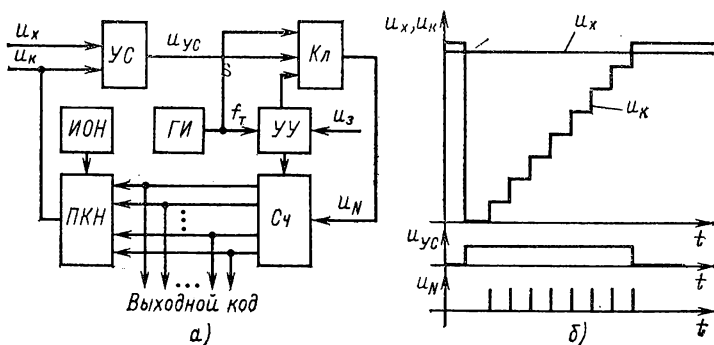 u_x
u_к
УС
u_УС
S
Кл
ИОН
ГИ
f_т
УУ
u_з
ПКН
Сч
u_N
Выходной код
а)
u_x, u_к
u_x
u_к
t
u_УС
t
u_N
t
б)